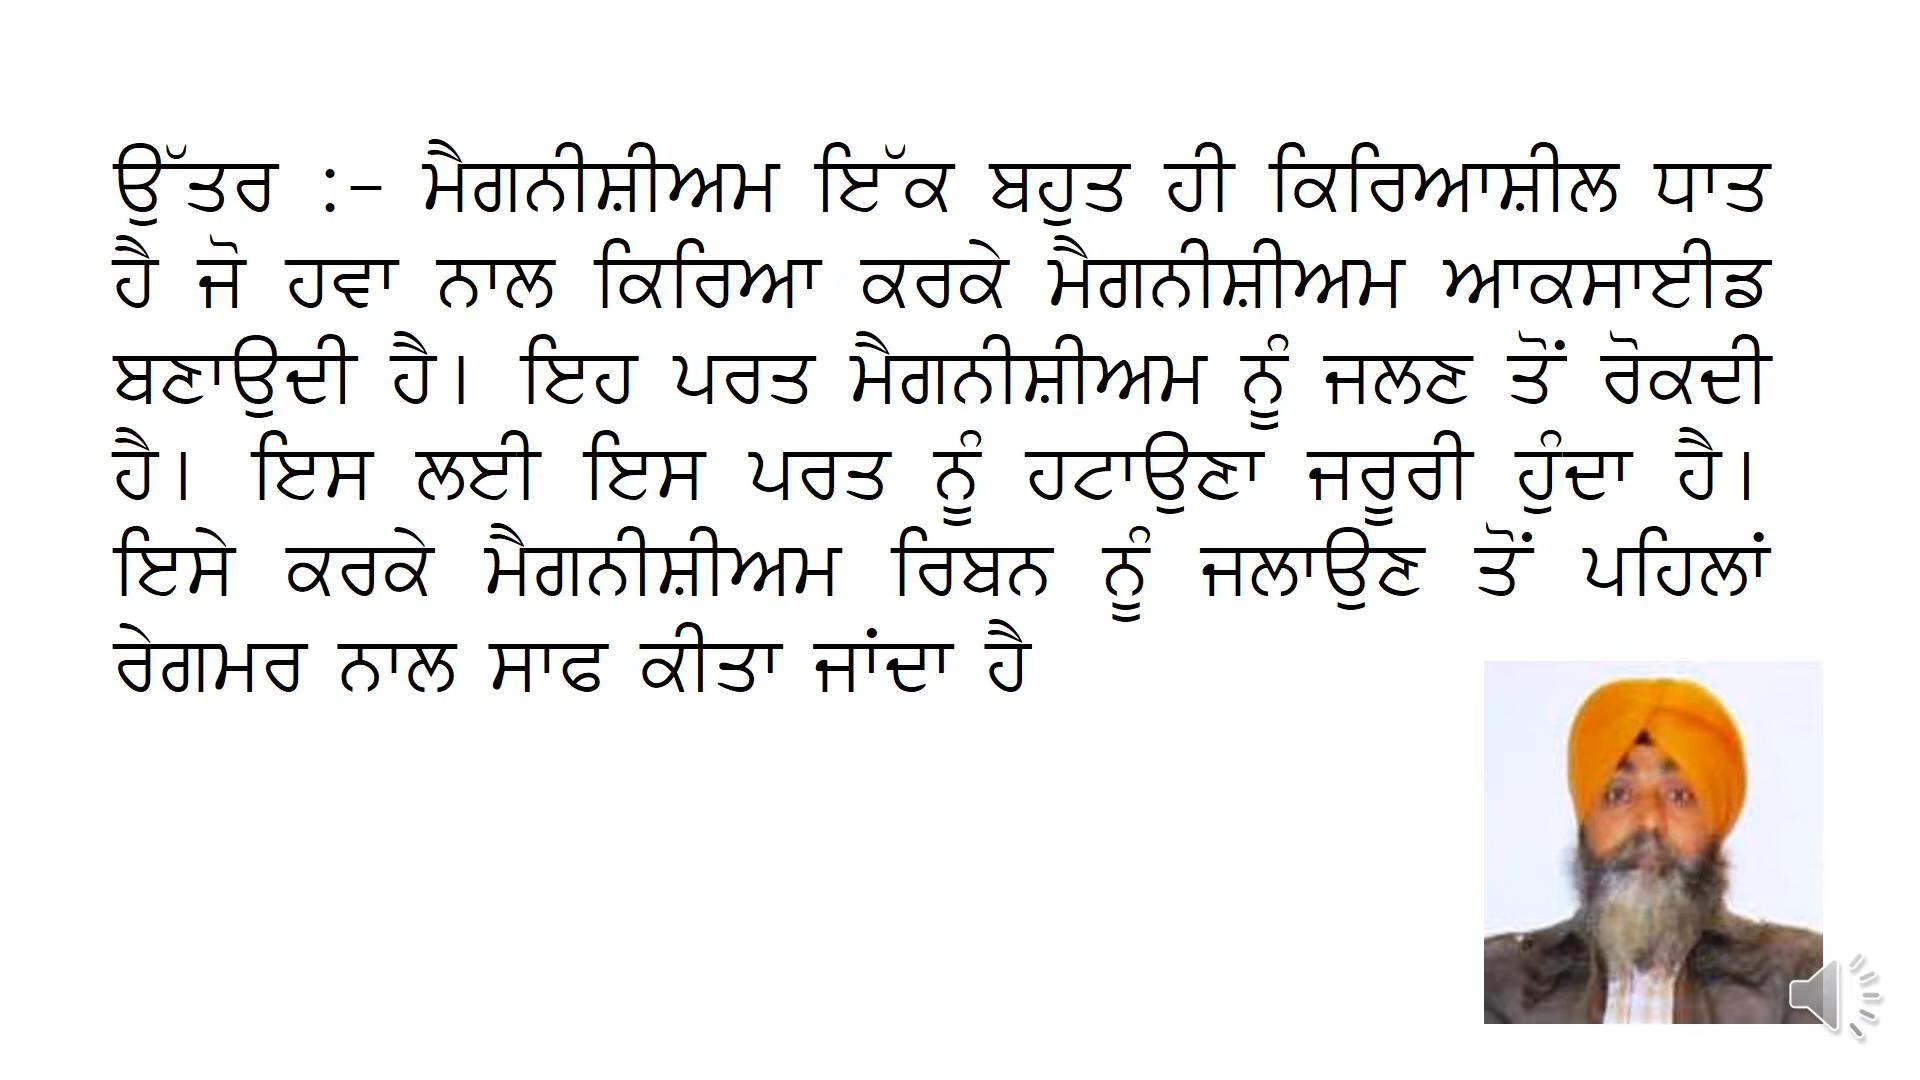 ਉੱਤਰ :- ਮੈਗਨੀਸ਼ੀਅਮ ਇੱਕ ਬਹੁਤ ਹੀ ਕਿਰਿਆਸ਼ੀਲ ਧਾਤ
ਹੈ ਜੋ ਹਵਾ ਨਾਲ ਕਿਰਿਆ ਕਰਕੇ ਮੈਗਨੀਸ਼ੀਅਮ ਆਕਸਾਈਡ
ਬਣਾਉਦੀ ਹੈ। ਇਹ ਪਰਤ ਮੈਗਨੀਸ਼ੀਅਮ ਨੂੰ ਜਲਣ ਤੋਂ ਰੋਕਦੀ
ਹੈ। ਇਸ ਲਈ ਇਸ ਪਰਤ ਨੂੰ ਹਟਾਉਣਾ ਜਰੂਰੀ ਹੁੰਦਾ ਹੈ।
ਇਸੇ ਕਰਕੇ ਮੈਗਨੀਸ਼ੀਅਮ ਰਿਬਨ ਨੂੰ ਜਲਾਉਣ ਤੋਂ ਪਹਿਲਾਂ
ਰੇਗਮਰ ਨਾਲ ਸਾਫ ਕੀਤਾ ਜਾਂਦਾ ਹੈ